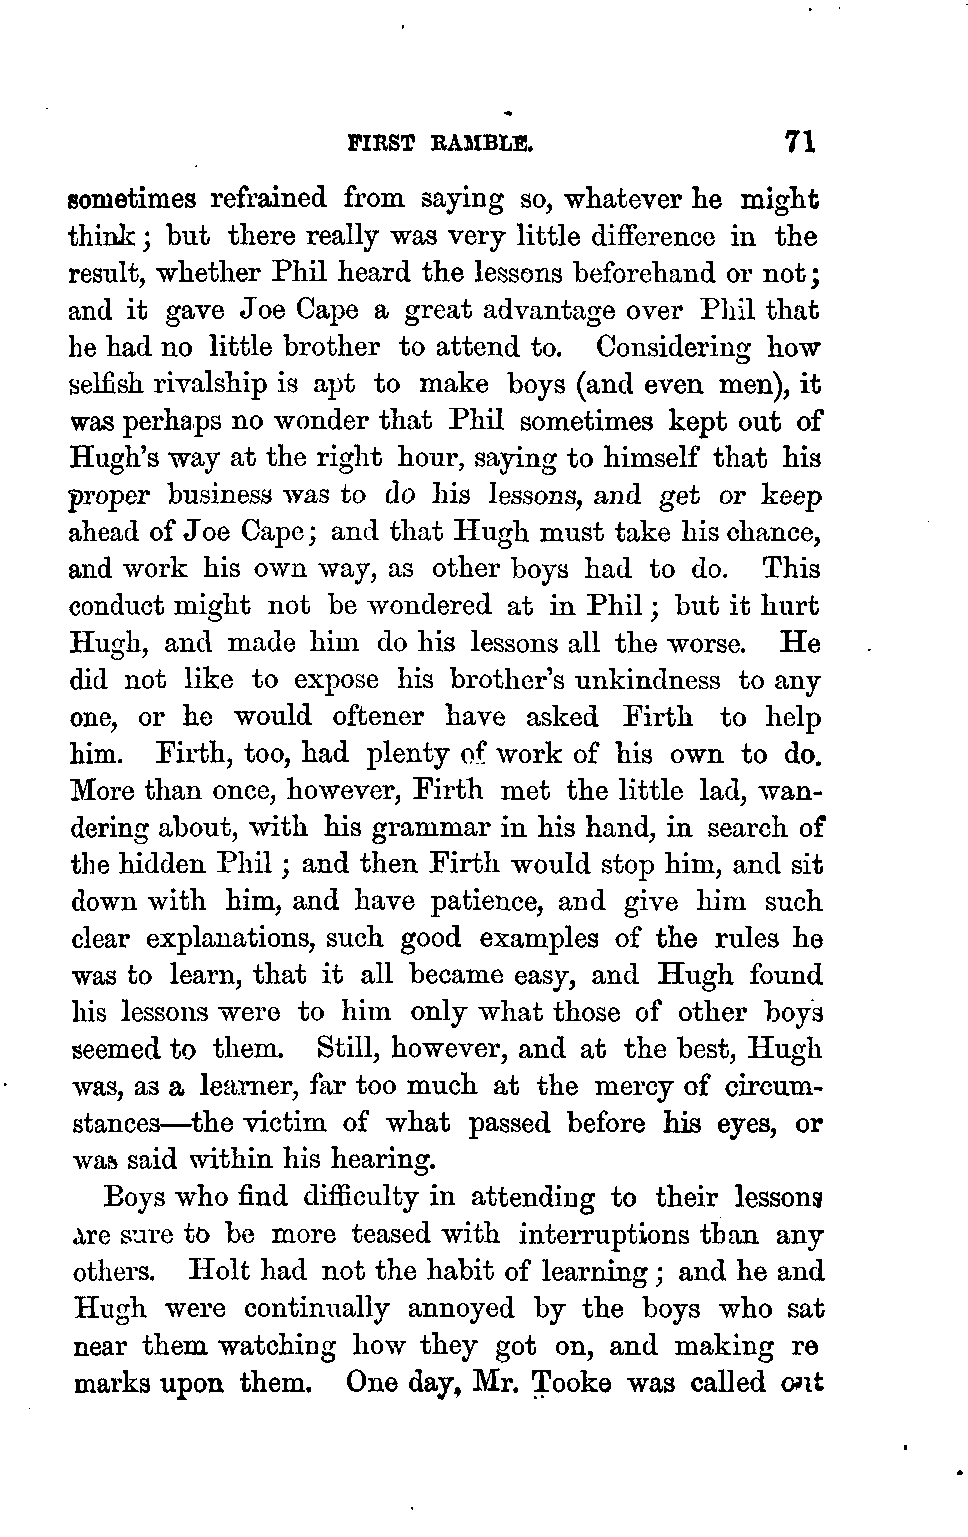 FIRST RAMBLE. 71
sometimes refrained from saying so, whatever he might
think; but there really was very little difference in the
result, whether Phil heard the lessons beforehand or not;
and it gave Joe Cape a great advantage over Phil that
he had no little brother to attend to. Considering how
selfish rivalship is apt to make boys (and even men), it
was perhaps no wonder that Phil sometimes kept out of
Hugh's way at the right hour, saying to himself that his
proper business was to do his lessons, and get or keep
ahead of Joe Cape; and that Hugh must take his chance,
and work his own way, as other boys had to do. This
conduct might not be wondered at in Phil; but it hurt
Hugh, and made him do his lessons all the worse. He
did not like to expose his brother's unkindness to any
one, or he would oftener have asked Firth to help
him. Firth, too, had plenty of work of his own to do.
More than once, however, Firth met the little lad, wan-
dering about, with his grammar in his hand, in search of
the hidden Phil; and then Firth would stop him, and sit
down with him, and have patience, and give him such
clear explanations, such good examples of the rules he
was to learn, that it all became easy, and Hugh found
his lessons were to him only what those of other boys
seemed to them. Still, however, and at the best, Hugh
was, as a learner, far too much at the mercy of circum-
stances—the victim of what passed before his eyes, or
was said within his hearing.
Boys who find difficulty in attending to their lessons
are sure to be more teased with interruptions than any
others. Holt had not the habit of learning; and he and
Hugh were continually annoyed by the boys who sat
near them watching how they got on, and making re
marks upon them. One day, Mr. Tooke was called out